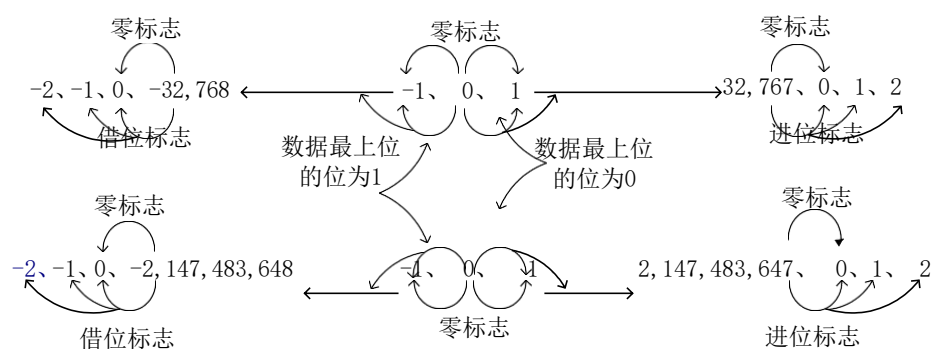 零标志
零标志
零标志
-2、-1、0、-32,768
-1、 0、 1
32,767、0、1、2
借位标志
进位标志
数据最上位
的位为1
数据最上位
的位为0
零标志
零标志
-2、-1、0、-2,147,483,648
-1、 0、 1
2,147,483,647、 0、1、 2
零标志
借位标志
进位标志